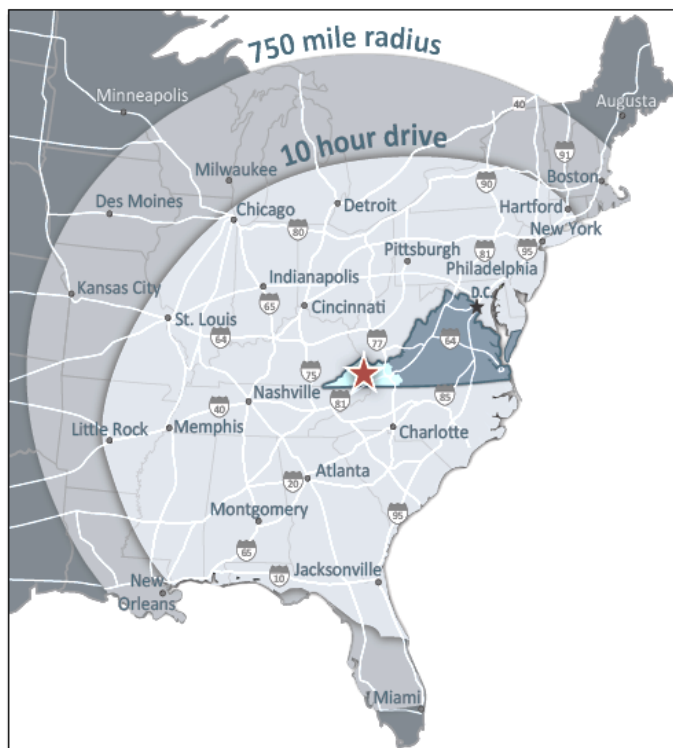 750 mile radius
10 hour drive
Minneapolis
40
Augusta
91
Milwaukee
90
Boston
Des Moines
Chicago
Detroit
Hartford
80
New York
Pittsburgh
81
95
Philadelphia
Indianapolis
D.C.
Kansas City
65
Cincinnati
St. Louis
64
77
64
75
Nashville
81
85
40
Little Rock
Memphis
Charlotte
Atlanta
20
Montgomery
95
65
Jacksonville
10
New
Orleans
Miami